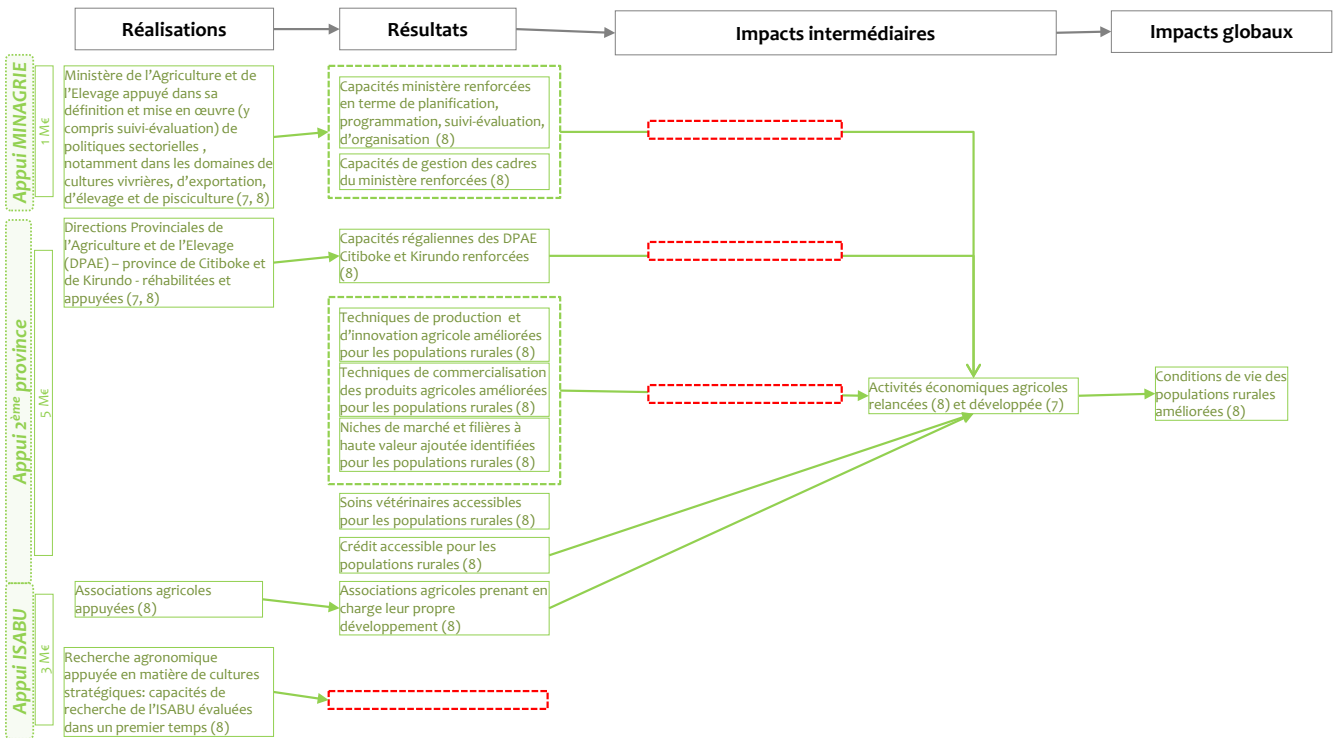 Réalisations
Résultats
Impacts intermédiaires
Impacts globaux
Appui MINAGRIE
1 M€
Ministère de l'Agriculture et de
l'Elevage appuyé dans sa
définition et mise en œuvre (y
compris suivi-évaluation) de
politiques sectorielles ,
notamment dans les domaines de
cultures vivrières, d'exportation,
d'élevage et de pisciculture (7, 8)
Capacités ministère renforcées
en terme de planification,
programmation, suivi-évaluation,
d'organisation (8)
Capacités de gestion des cadres
du ministère renforcées (8)
Appui 2ème province
5 M€
Directions Provinciales de
l'Agriculture et de l'Elevage
(DPAE) – province de Citiboke et
de Kirundo - réhabilitées et
appuyées (7, 8)
Capacités régaliennes des DPAE
Citiboke et Kirundo renforcées
(8)
Techniques de production et
d'innovation agricole améliorées
pour les populations rurales (8)
Techniques de commercialisation
des produits agricoles améliorées
pour les populations rurales (8)
Niches de marché et filières à
haute valeur ajoutée identifiées
pour les populations rurales (8)
Activités économiques agricoles
relancées (8) et développée (7)
Conditions de vie des
populations rurales
améliorées (8)
Soins vétérinaires accessibles
pour les populations rurales (8)
Crédit accessible pour les
populations rurales (8)
Appui ISABU
3 M€
Associations agricoles
appuyées (8)
Associations agricoles prenant en
charge leur propre
développement (8)
Recherche agronomique
appuyée en matière de cultures
stratégiques: capacités de
recherche de l'ISABU évaluées
dans un premier temps (8)